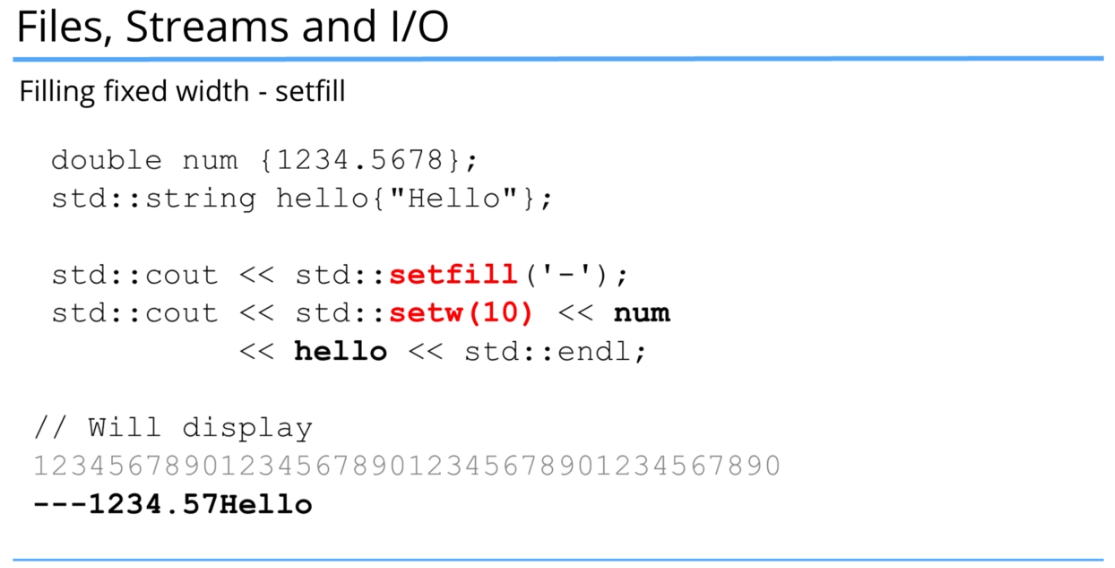 Files, Streams and I/O
Filling fixed width - setfill
double num {1234.5678};
std::string hello{"Hello"};
std::cout << std::setfill('-');
std::cout << std::setw(10) << num
<< hello << std::endl;
// Will display
1234567890123456789012345678901234567890
---1234.57Hello